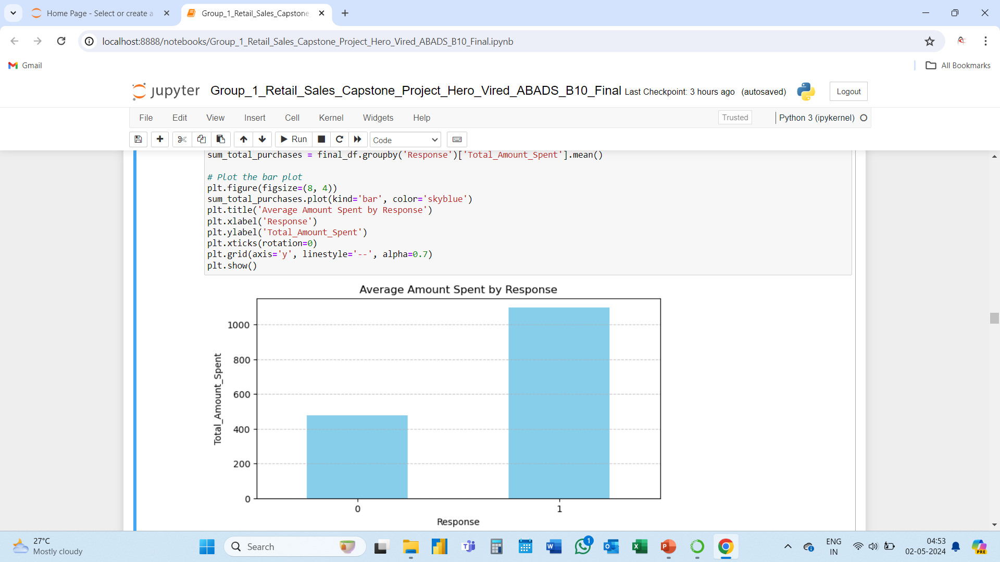 Home Page - Select or create a
Group_1_Retail_Sales_Capstone
localhost:8888/notebooks/Group_1_Retail_Sales_Capstone_Project_Hero_Vired_ABADS_B10_Final.ipynb
Gmail
All Bookmarks
jupyter Group_1_Retail_Sales_Capstone_Project_Hero_Vired_ABADS_B10_Final Last Checkpoint: 3 hours ago (autosaved)
Logout
File Edit View Insert Cell Kernel Widgets Help
Trusted
Python 3 (ipykernel)
Run
Code
sum_total_purchases = final_df.groupby('Response')['Total_Amount_Spent'].mean()
# Plot the bar plot
plt.figure(figsize=(8, 4))
sum_total_purchases.plot(kind='bar', color='skyblue')
plt.title('Average Amount Spent by Response')
plt.xlabel('Response')
plt.ylabel('Total_Amount_Spent')
plt.xticks(rotation=0)
plt.grid(axis='y', linestyle='--', alpha=0.7)
plt.show()
Average Amount Spent by Response
1000
800
600
400
200
0
Total_Amount_Spent
0 1
Response
27°C
Mostly cloudy
Search
1
PRE
ENG
IN
04:53
02-05-2024